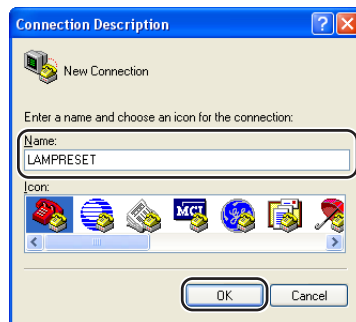 Connection Description
New Connection
Enter a name and choose an icon for the connection:
Name:
LAMPRESET
Icon:
MCI
OK
Cancel